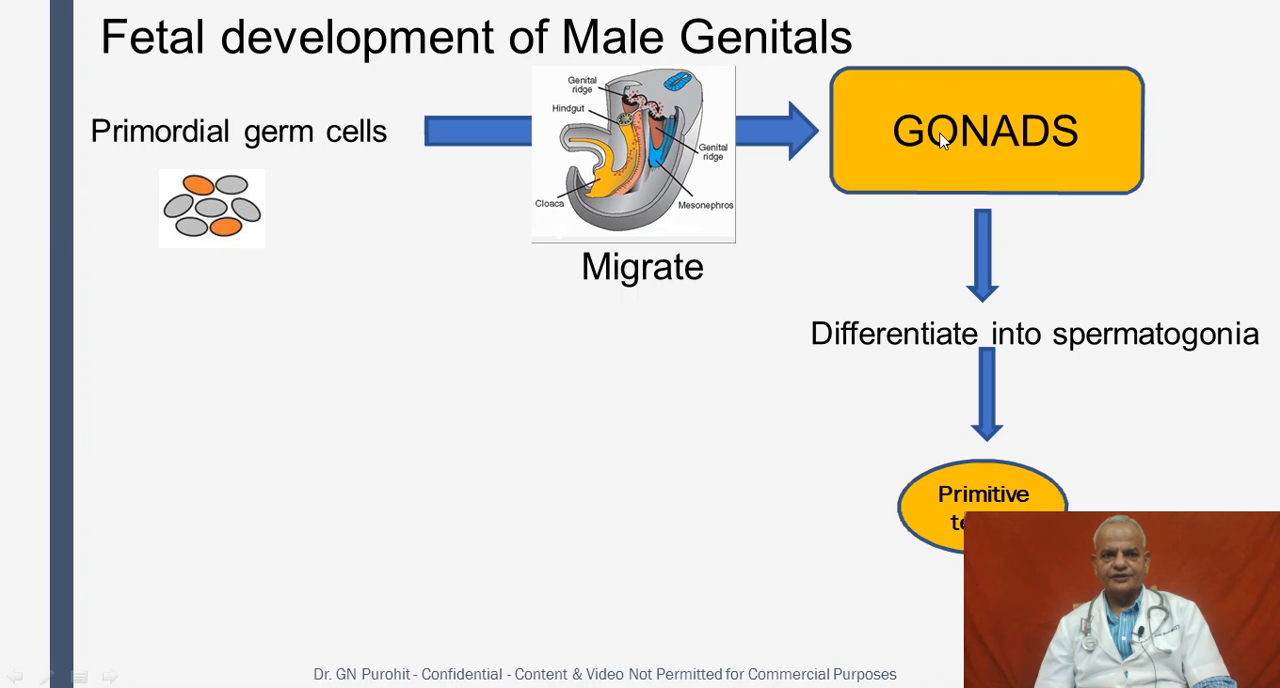 Fetal development of Male Genitals
Primordial germ cells
Genital
ridge
Hindgut
Genital
ridge
Cloaca
Mesonephros
Migrate
GONADS
Differentiate into spermatogonia
Primitive
Dr. GN Purohit - Confidential - Content & Video Not Permitted for Commercial Purposes